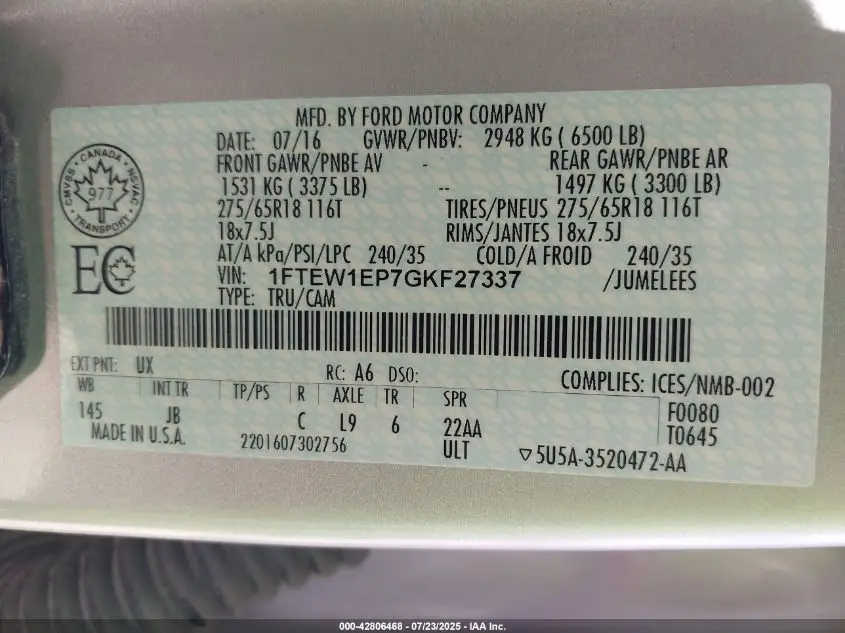 MFD. BY FORD MOTOR COMPANY
DATE: 07/16 GVWR/PNBV: 2948 KG ( 6500 LB)
FRONT GAWR/PNBE AV - REAR GAWR/PNBE AR
1531 KG ( 3375 LB) -- 1497 KG ( 3300 LB)
275/65R18 116T TIRES/PNEUS 275/65R18 116T
18x7.5J RIMS/JANTES 18x7.5J
AT/A kPa/PSI/LPC 240/35 COLD/A FROID 240/35
VIN: 1FTEW1EP7GKF27337 /JUMELEES
TYPE: TRU/CAM
CANADA
CMVSS NSVAC
977
TRANSPORT
EC
EXT PNT: UX RC: A6 DSO: COMPLIES: ICES/NMB-002
WB INT TR TP/PS R AXLE TR SPR F0080
145 JB C L9 6 22AA T0645
MADE IN U.S.A. 2201607302756 ULT ▽5U5A-3520472-AA
000-42806468 - 07/23/2025 - IAA Inc.